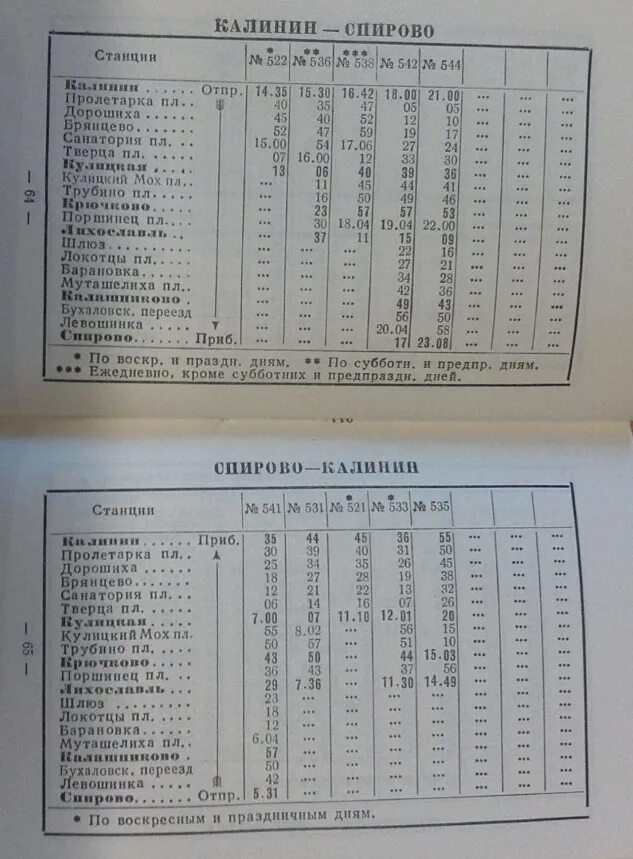 КАЛИНИН — СПИРОВО
Станции * № 522 ** № 536 *** № 538 № 542 № 544
Калинин ...... Отпр. 14.35 15.30 16.42 18.00 21.00 ... ... ...
Пролетарка пл.. 40 35 47 05 05 ... ... ...
Дорошиха ...... 45 40 52 12 10 ... ... ...
Брянцево ...... 52 47 59 19 17 ... ... ...
Санатория пл. .. 15.00 54 17.06 27 24 ... ... ...
Тверца пл. .... 07 16.00 12 33 30 ... ... ...
Кулицкая .... 13 06 40 39 36 ... ... ...
Кулицкий Мох пл.. ... 11 45 44 41 ... ... ...
Трубино пл. .... ... 16 50 49 46 ... ... ...
Крючково ..... ... 23 57 57 53 ... ... ...
Поршинец пл. ... ... 30 18.04 19.04 22.00 ... ... ...
Лихославль .. ... 37 11 15 09 ... ... ...
Шлюз ......... ... ... ... 22 16 ... ... ...
Локотцы пл. .... ... ... ... 27 21 ... ... ...
Барановка ..... ... ... ... 34 28 ... ... ...
Муташелиха пл.. ... ... ... 42 36 ... ... ...
Калашниково . ... ... ... 49 43 ... ... ...
Бухаловск. переезд ... ... ... 56 50 ... ... ...
Левошинка ..... ... ... ... 20.04 58 ... ... ...
Спирово ...... Приб. ... ... ... 17 23.08 ... ... ...
* По воскр. и праздн. дням. ** По субботн. и предпр. дням.
*** Ежедневно, кроме субботних и предпраздн. дней.
— 64 —
СПИРОВО—КАЛИНИН
Станции № 541 № 531 * № 521 * № 533 № 535
Калинин ...... Приб. 35 44 45 36 55 ... ... ...
Пролетарка пл. .. 30 39 40 31 50 ... ... ...
Дорошиха ...... 25 34 35 26 45 ... ... ...
Брянцево ...... 18 27 28 19 38 ... ... ...
Санатория пл. .. 12 21 22 13 32 ... ... ...
Тверца пл. .... 06 14 16 07 26 ... ... ...
Кулицкая ..... 7.00 07 11.10 12.01 20 ... ... ...
Кулицкий Мох пл. 55 8.02 ... 56 15 ... ... ...
Трубино пл. .... 50 57 ... 51 10 ... ... ...
Крючково ..... 43 50 ... 44 15.03 ... ... ...
Поршинец пл. ... 36 43 ... 37 56 ... ... ...
Лихославль ... 29 7.36 ... 11.30 14.49 ... ... ...
Шлюз ......... 23 ... ... ... ... ... ... ...
Локотцы пл. .... 18 ... ... ... ... ... ... ...
Барановка ..... 12 ... ... ... ... ... ... ...
Муташелиха пл. . 6.04 ... ... ... ... ... ... ...
Калашниково . 57 ... ... ... ... ... ... ...
Бухаловск. переезд 50 ... ... ... ... ... ... ...
Левошинка ..... 42 ... ... ... ... ... ... ...
Спирово ...... Отпр. 5.31 ... ... ... ... ... ... ...
* По воскресным и праздничным дням.
— 65 —